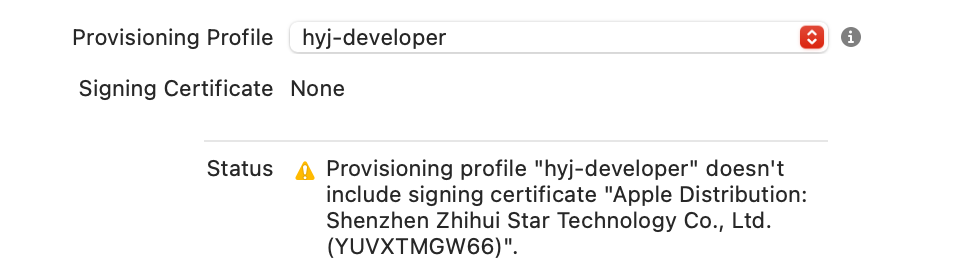 Provisioning Profile hyj-developer
Signing Certificate None
Status Provisioning profile "hyj-developer" doesn't
include signing certificate "Apple Distribution:
Shenzhen Zhihui Star Technology Co., Ltd.
(YUVXTMGW66)".